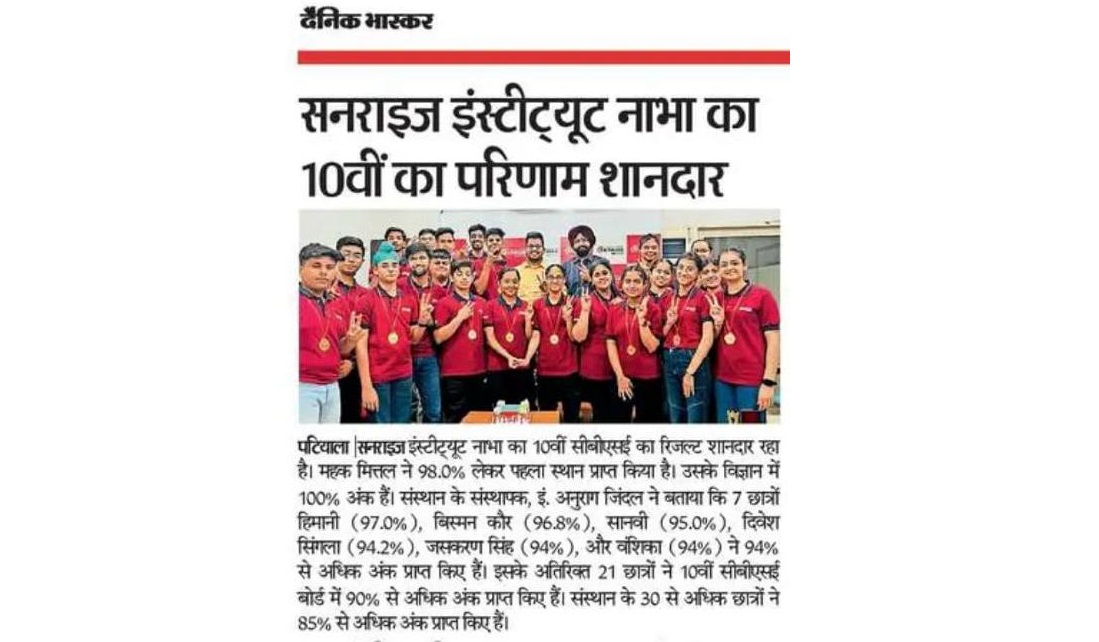 दैनिक भास्कर
सनराइज इंस्टीट्यूट नाभा का
10वीं का परिणाम शानदार
पटियाला | सनराइज इंस्टीट्यूट नाभा का 10वीं सीबीएसई का रिजल्ट शानदार रहा
है। महक मित्तल ने 98.0% लेकर पहला स्थान प्राप्त किया है। उसके विज्ञान में
100% अंक हैं। संस्थान के संस्थापक, इं. अनुराग जिंदल ने बताया कि 7 छात्रों
हिमानी (97.0%), बिस्मन कौर (96.8%), सानवी (95.0%), दिवेश
सिंगला (94.2%), जसकरण सिंह (94%), और वंशिका (94%) ने 94%
से अधिक अंक प्राप्त किए हैं। इसके अतिरिक्त 21 छात्रों ने 10वीं सीबीएसई
बोर्ड में 90% से अधिक अंक प्राप्त किए हैं। संस्थान के 30 से अधिक छात्रों ने
85% से अधिक अंक प्राप्त किए हैं।